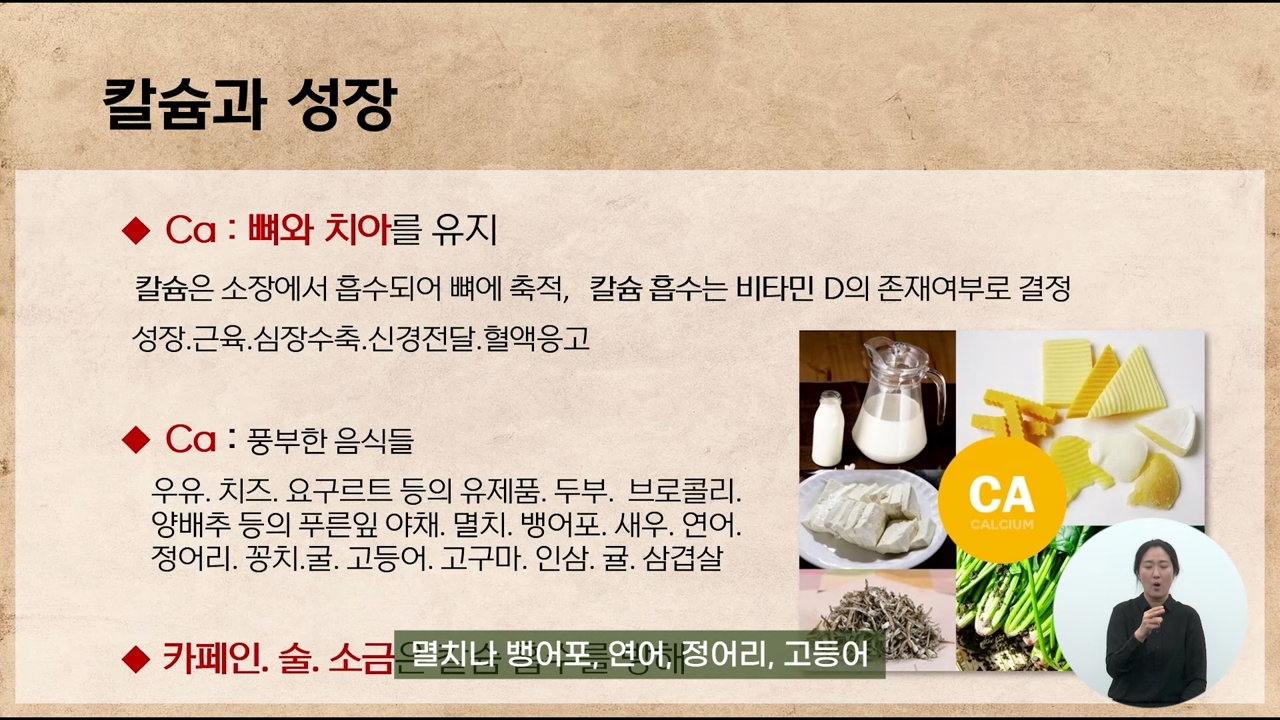 칼슘과 성장
◆ Ca : 뼈와 치아를 유지
칼슘은 소장에서 흡수되어 뼈에 축적, 칼슘 흡수는 비타민 D의 존재여부로 결정
성장.근육.심장수축.신경전달.혈액응고
◆ Ca : 풍부한 음식들
우유. 치즈. 요구르트 등의 유제품. 두부. 브로콜리.
양배추 등의 푸른잎 야채. 멸치. 뱅어포. 새우. 연어.
정어리. 꽁치.굴. 고등어. 고구마. 인삼. 귤. 삼겹살
CA
CALCIUM
◆ 카페인. 술. 소금은
멸치나 뱅어포, 연어, 정어리, 고등어